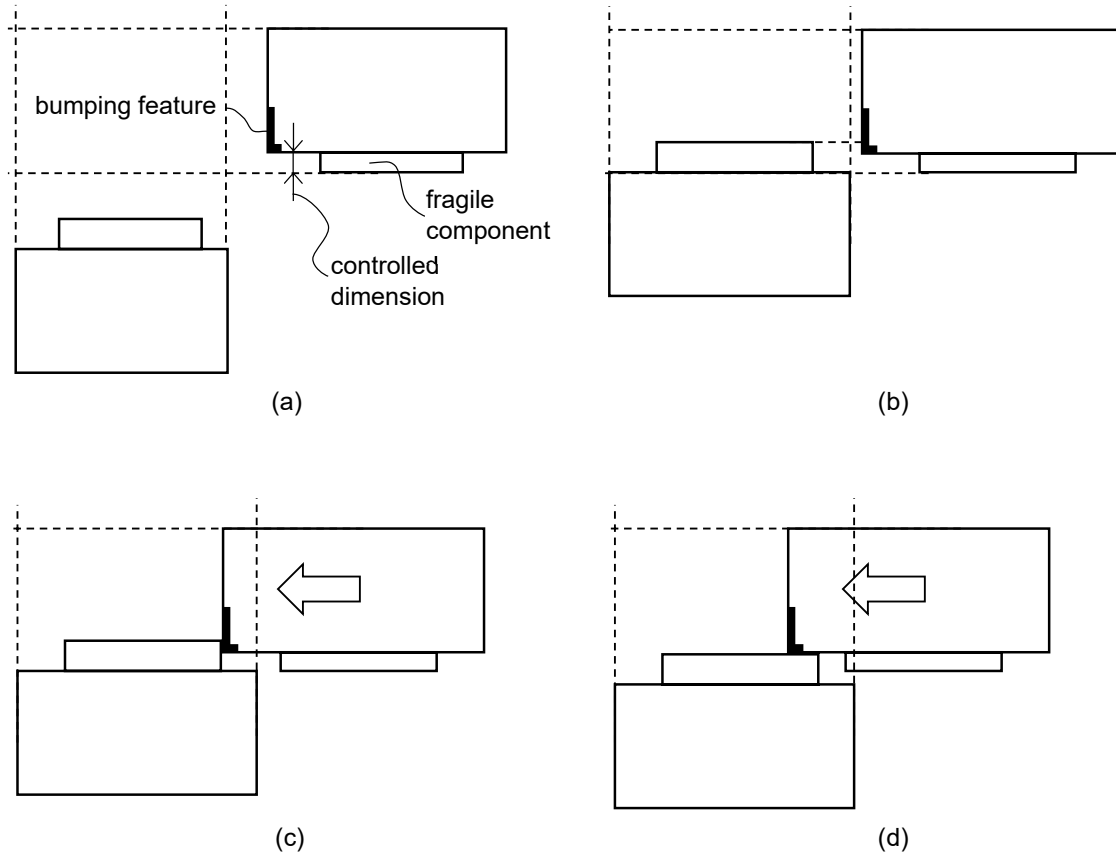 bumping feature
fragile
component
controlled
dimension
(a)
(b)
(c)
(d)